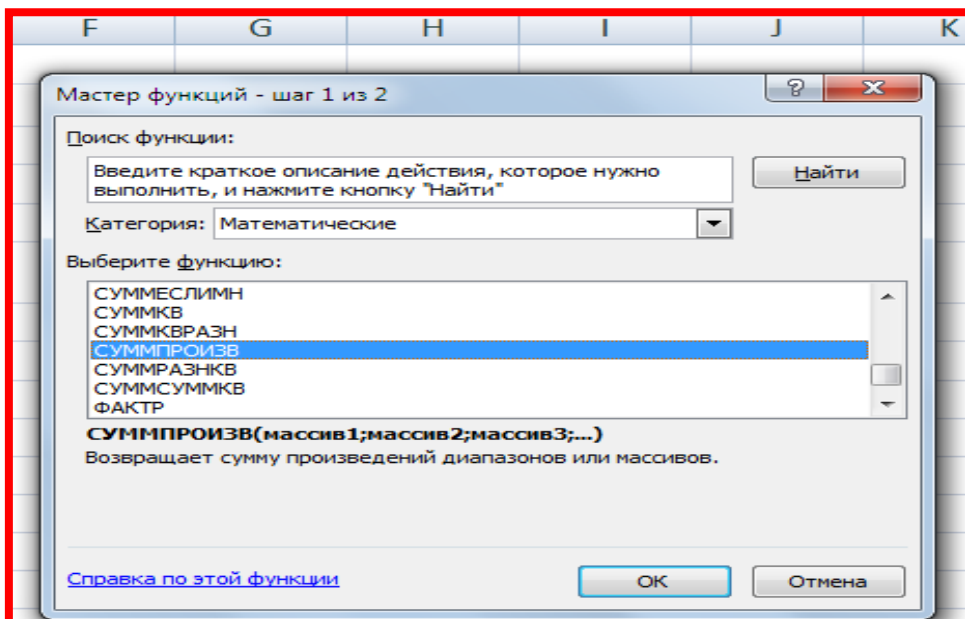 F G H I J K
Мастер функций - шаг 1 из 2
Поиск функции:
Введите краткое описание действия, которое нужно
выполнить, и нажмите кнопку "Найти"
Найти
Категория: Математические
Выберите функцию:
СУММЕСЛИМН
СУММКВ
СУММКВРАЗН
СУММПРОИЗВ
СУММРАЗНКВ
СУММСУММКВ
ФАКТР
СУММПРОИЗВ(массив1;массив2;массив3;...)
Возвращает сумму произведений диапазонов или массивов.
Справка по этой функции
ОК Отмена